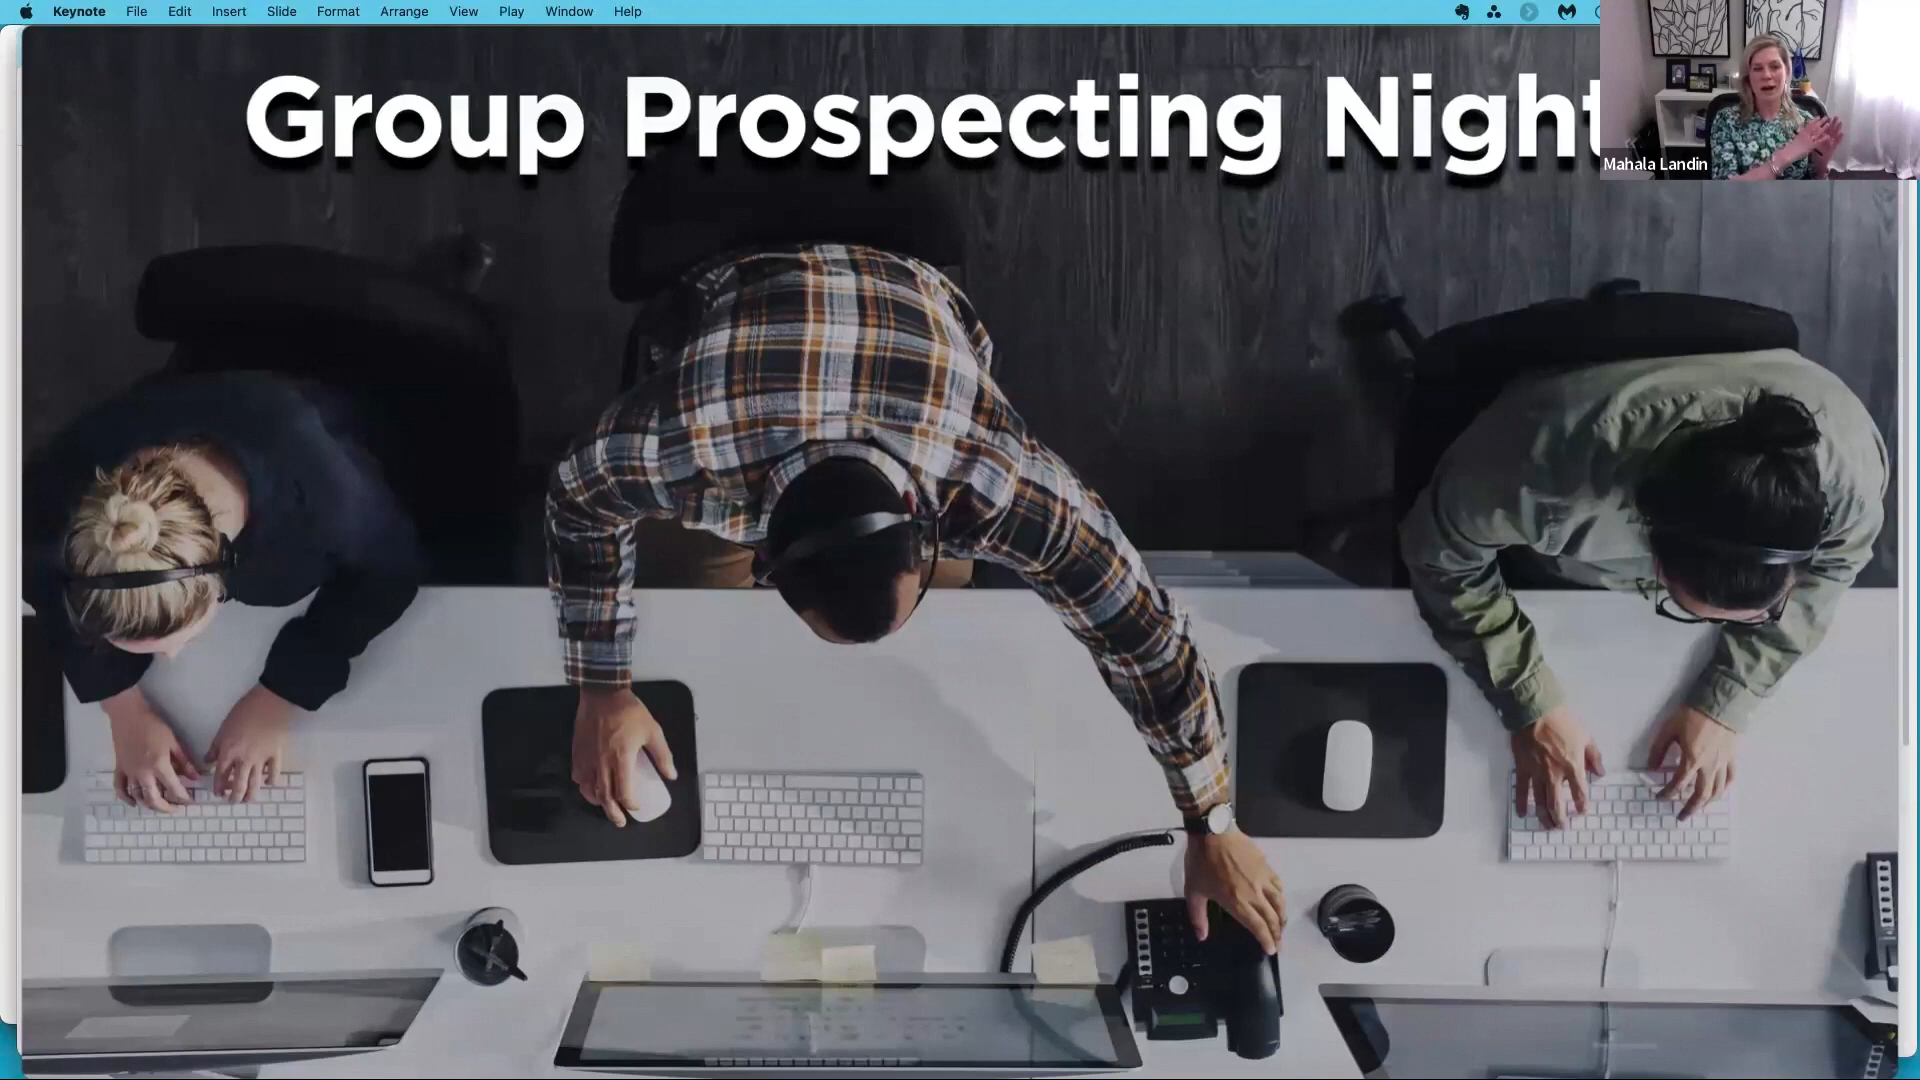 Keynote File Edit Insert Slide Format Arrange View Play Window Help
Group Prospecting Night
Mahala Landin